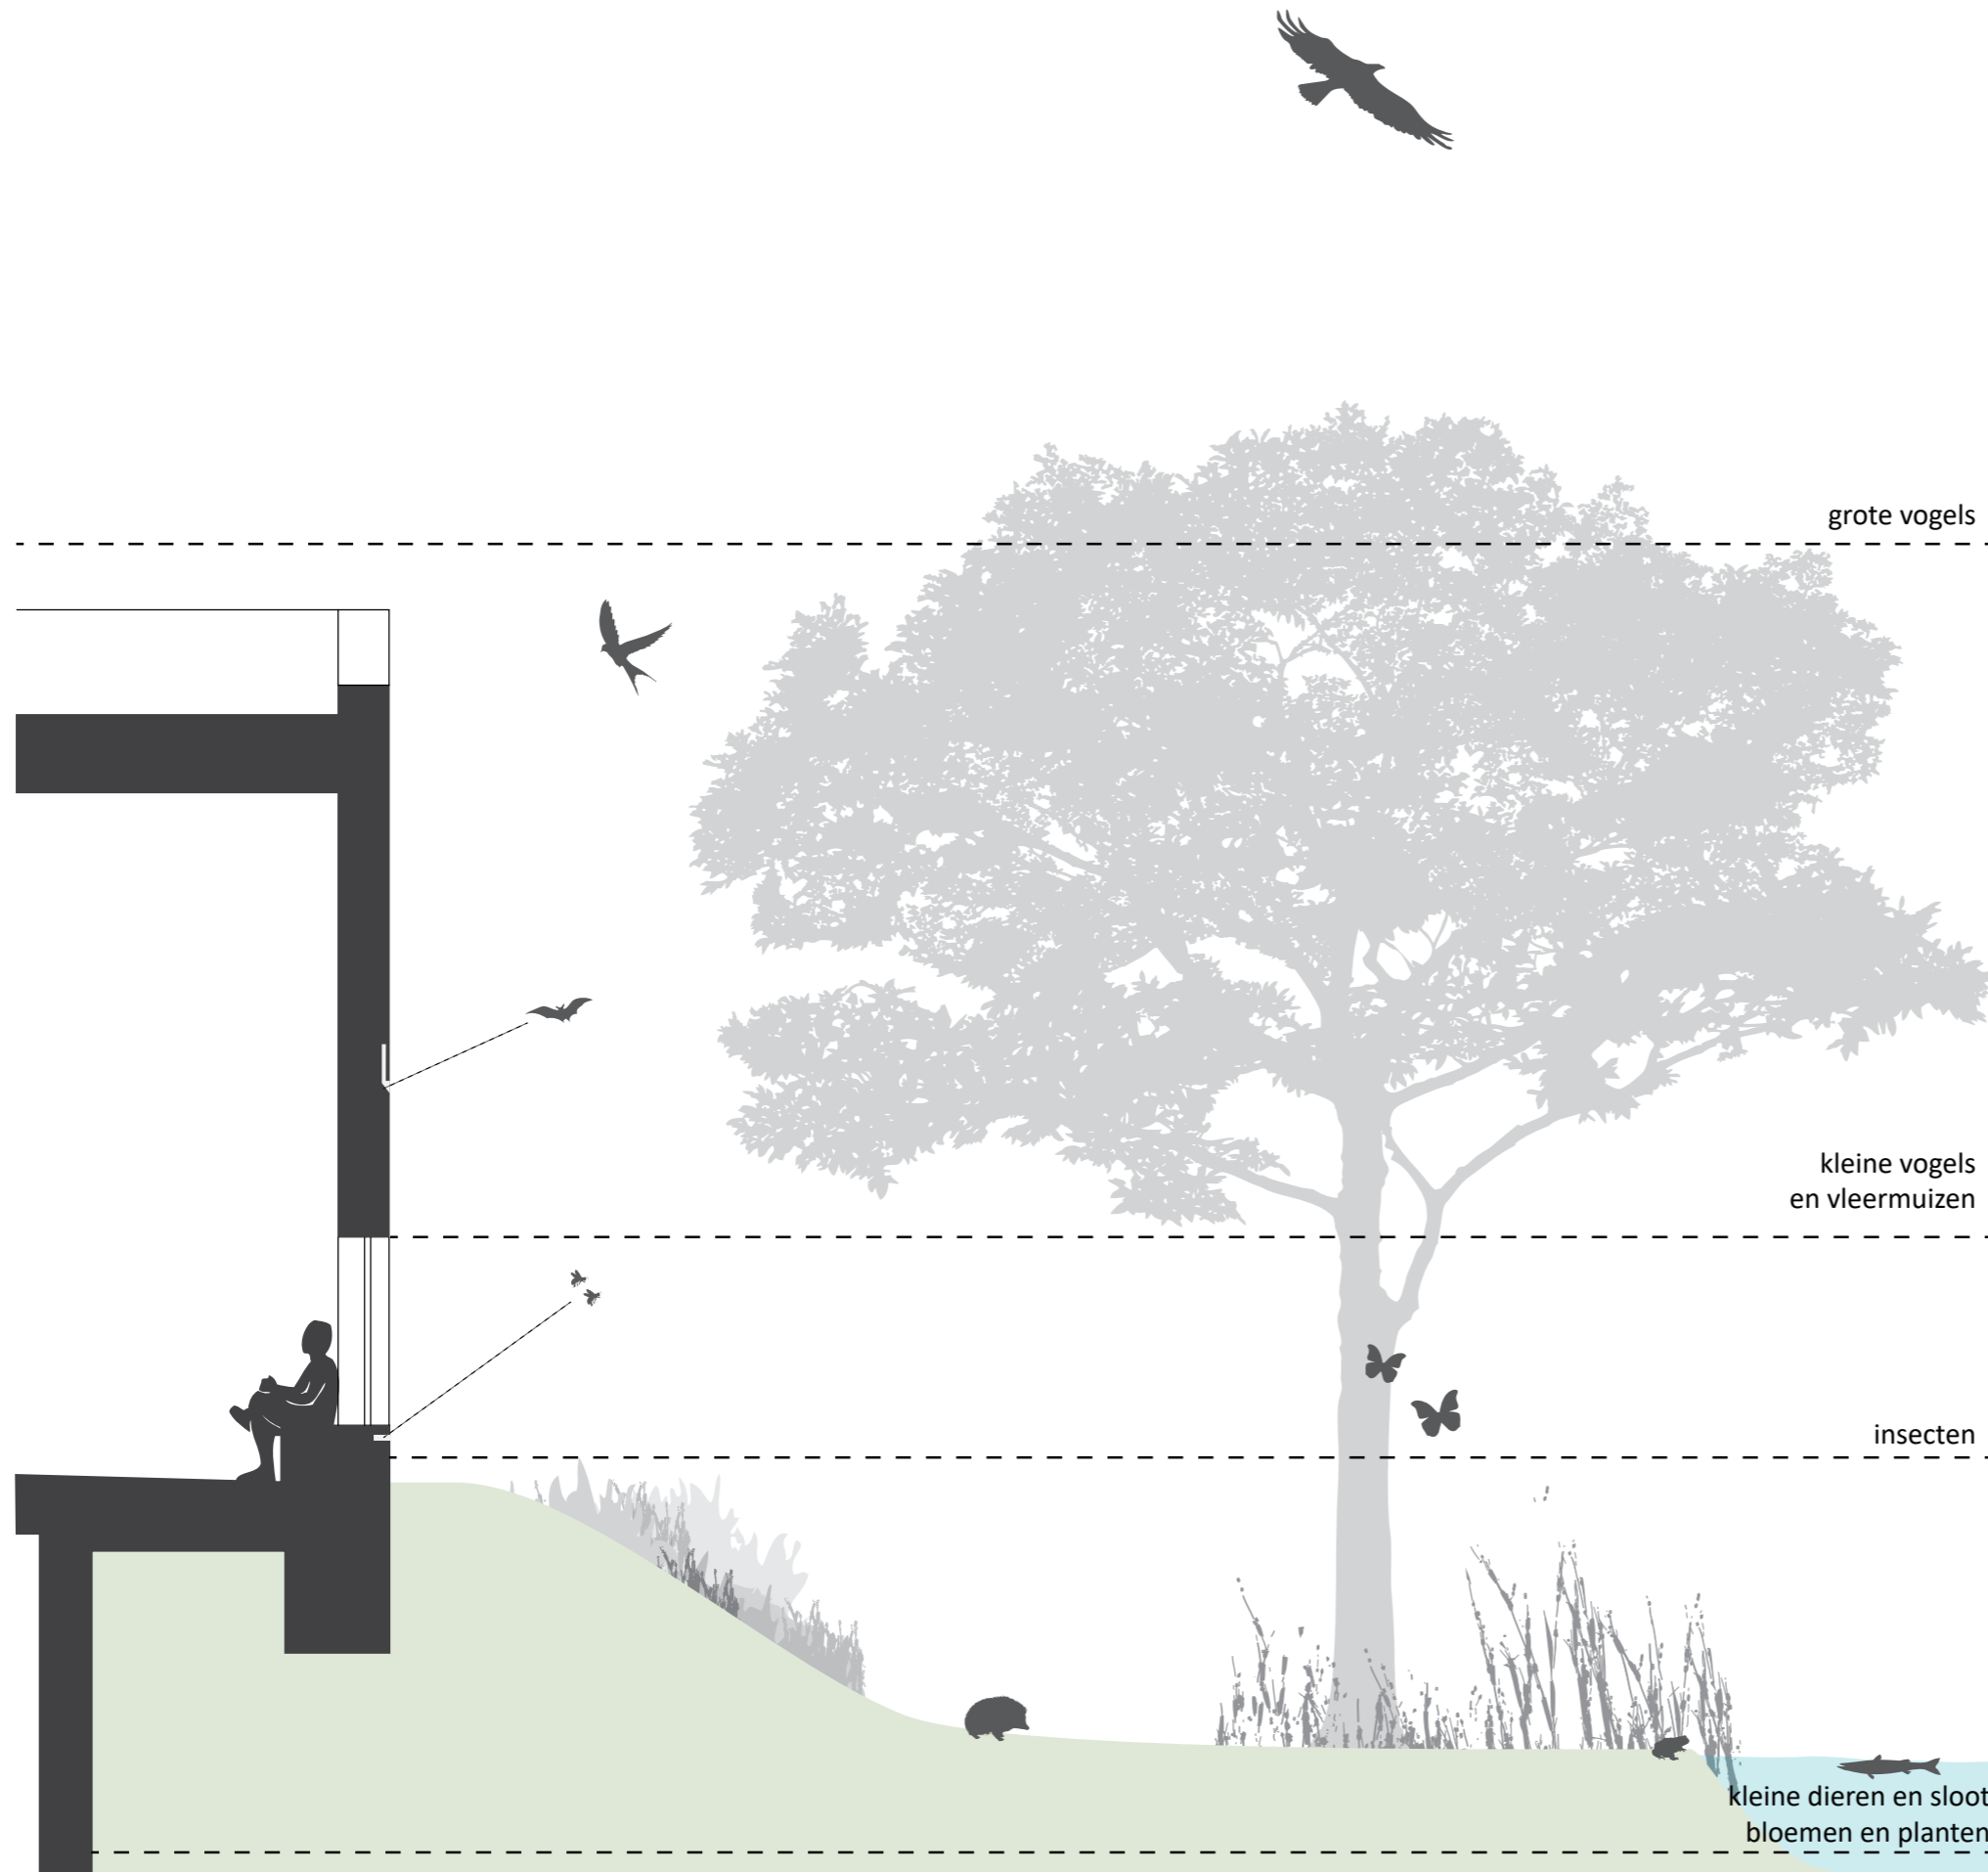 grote vogels
kleine vogels
en vleermuizen
insecten
kleine dieren en sloot
bloemen en planten